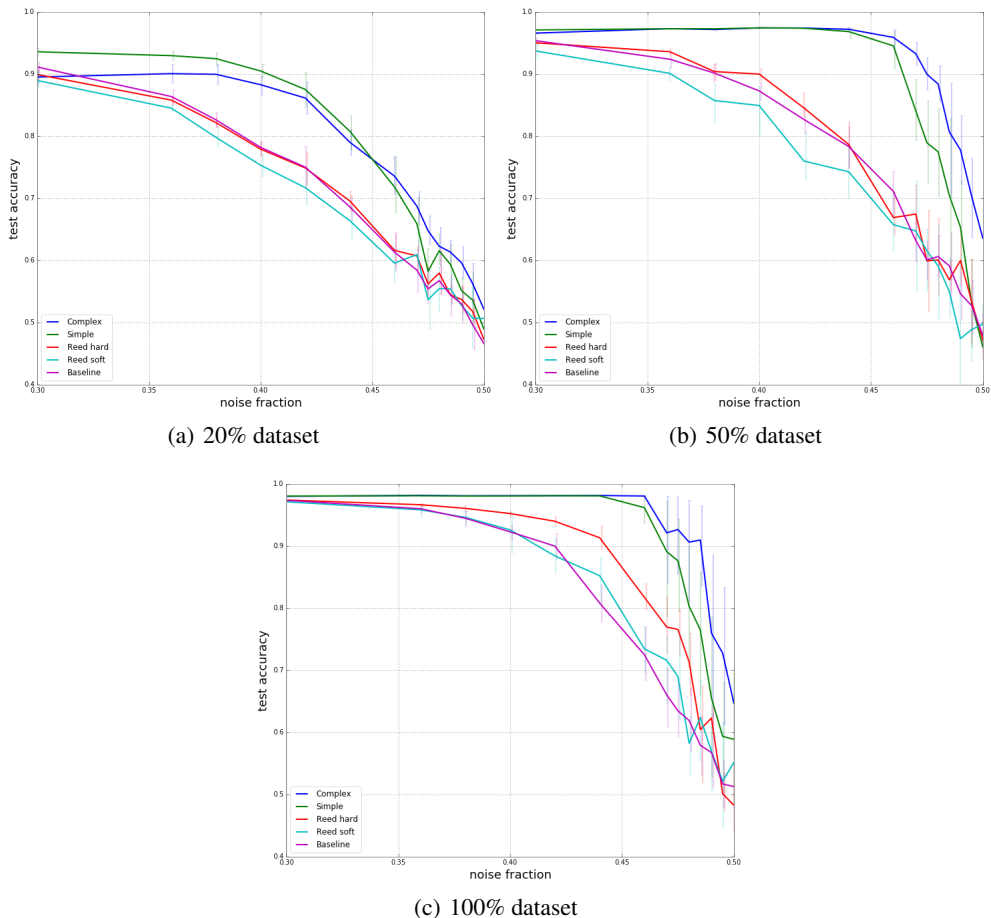 1.0
0.9
0.8
0.7
0.6
0.5
0.4
test accuracy
Complex
Simple
Reed hard
Reed soft
Baseline
0.30 0.35 0.40 0.45 0.50
noise fraction
(a) 20% dataset
1.0
0.9
0.8
0.7
0.6
0.5
0.4
test accuracy
Complex
Simple
Reed hard
Reed soft
Baseline
0.30 0.35 0.40 0.45 0.50
noise fraction
(b) 50% dataset
1.0
0.9
0.8
0.7
0.6
0.5
0.4
test accuracy
Complex
Simple
Reed hard
Reed soft
Baseline
0.30 0.35 0.40 0.45 0.50
noise fraction
(c) 100% dataset